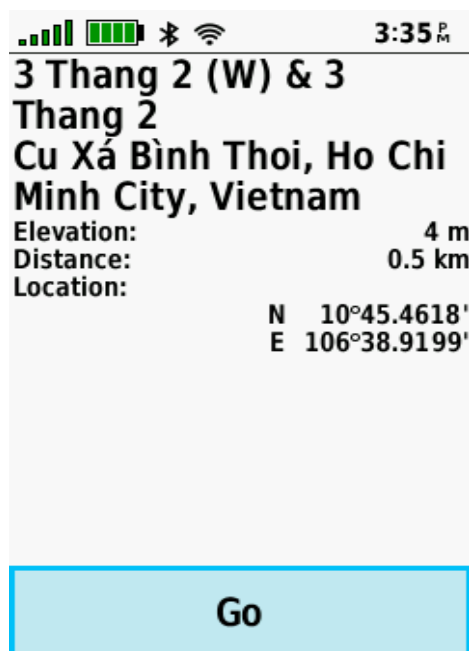 3:35 PM
3 Thang 2 (W) & 3
Thang 2
Cu Xá Bình Thoi, Ho Chi
Minh City, Vietnam
Elevation: 4 m
Distance: 0.5 km
Location:
N 10°45.4618'
E 106°38.9199'
Go